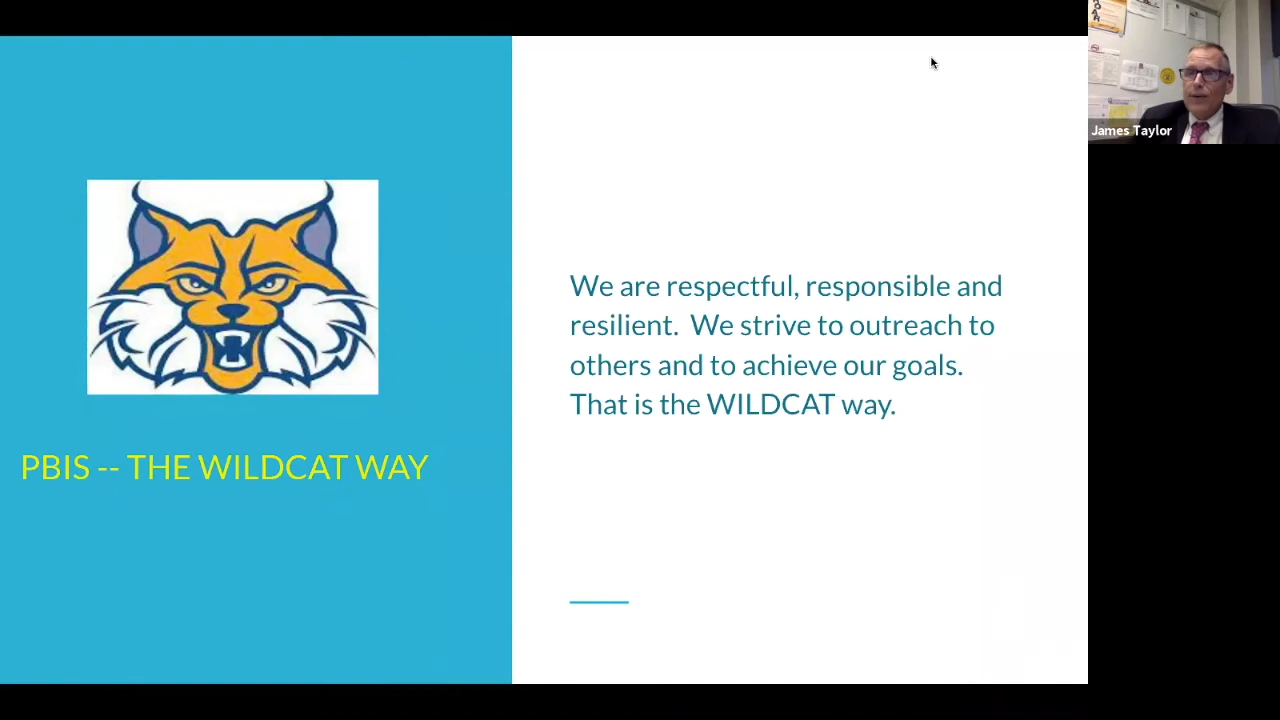 James Taylor
We are respectful, responsible and
resilient.  We strive to outreach to
others and to achieve our goals.
That is the WILDCAT way.
PBIS -- THE WILDCAT WAY